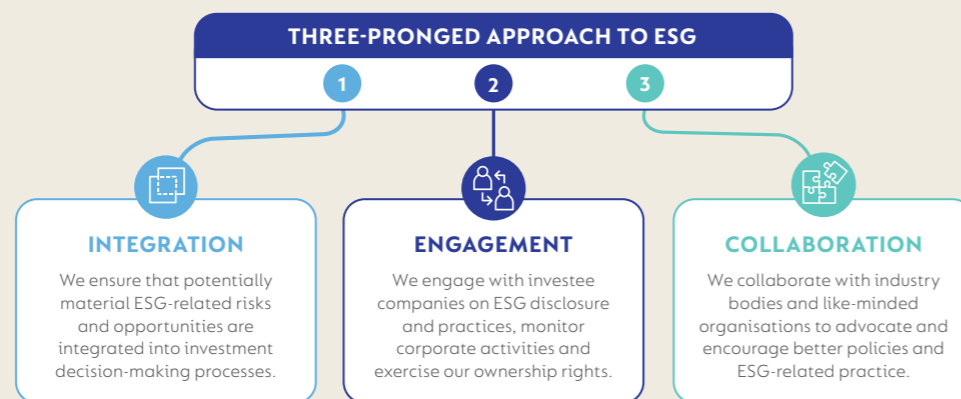 THREE-PRONGED APPROACH TO ESG
1
2
3
INTEGRATION
We ensure that potentially
material ESG-related risks
and opportunities are
integrated into investment
decision-making processes.
ENGAGEMENT
We engage with investee
companies on ESG disclosure
and practices, monitor
corporate activities and
exercise our ownership rights.
COLLABORATION
We collaborate with industry
bodies and like-minded
organisations to advocate and
encourage better policies and
ESG-related practice.